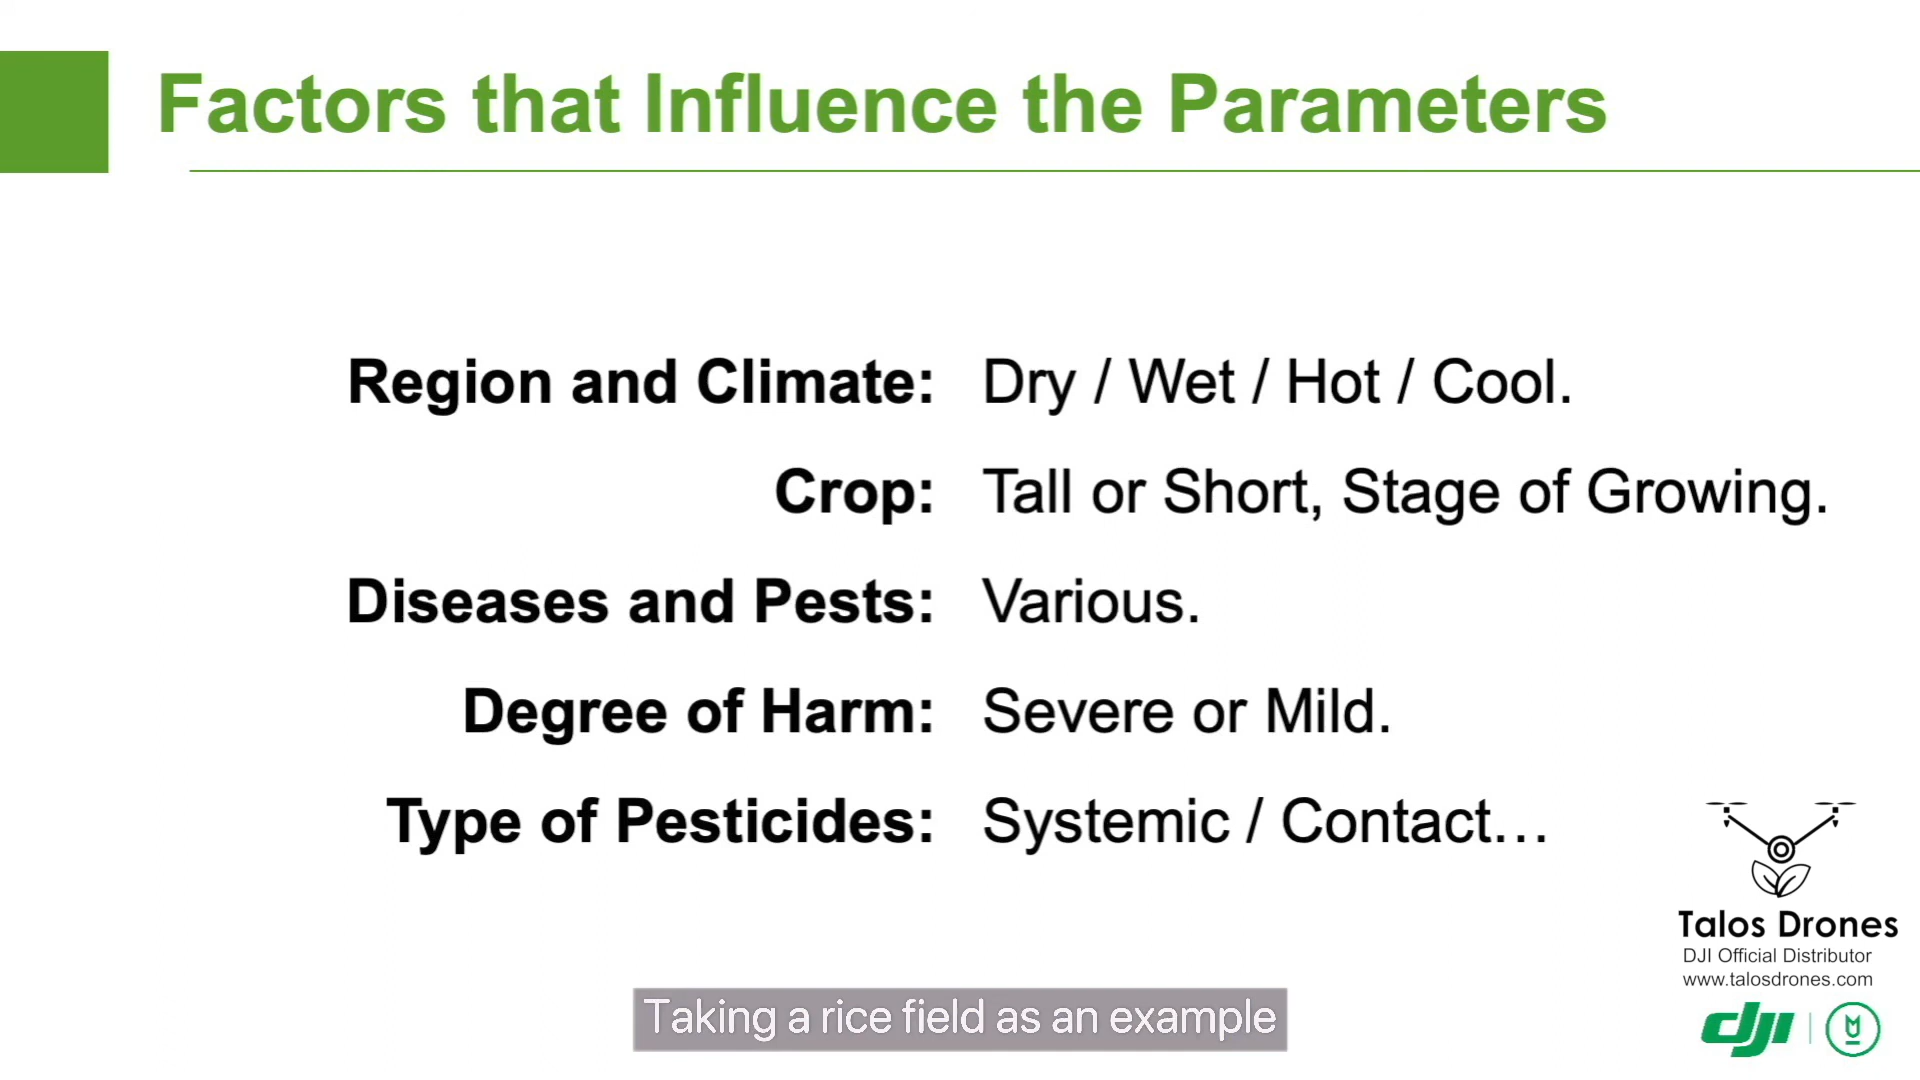 Factors that Influence the Parameters
Region and Climate: Dry / Wet / Hot / Cool.
Crop: Tall or Short, Stage of Growing.
Diseases and Pests: Various.
Degree of Harm: Severe or Mild.
Type of Pesticides: Systemic / Contact…
Talos Drones
DJI Official Distributor
www.talosdrones.com
dji
Taking a rice field as an example